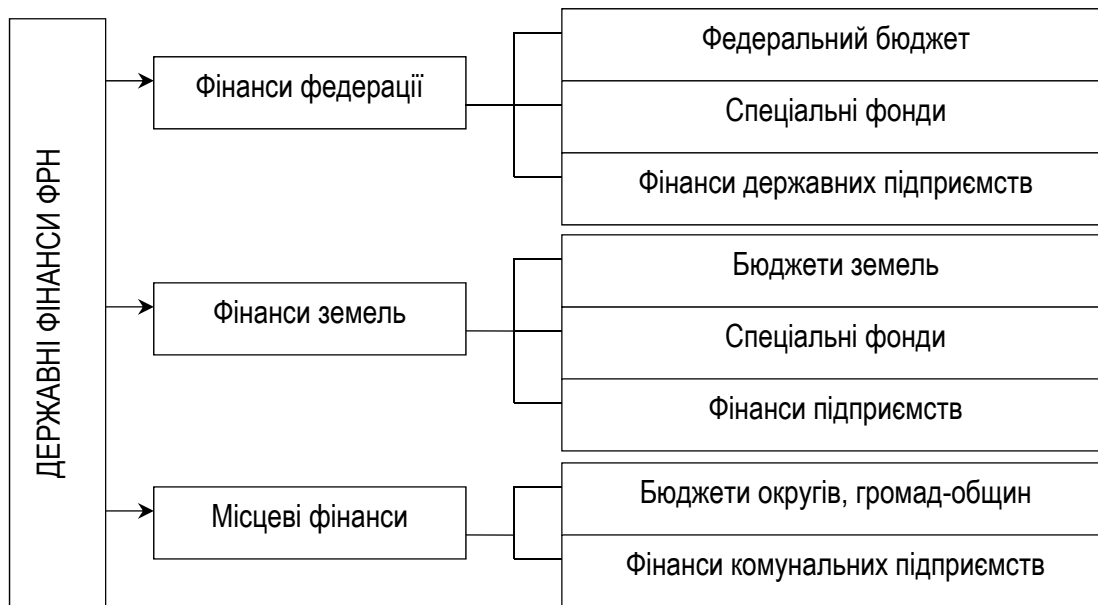 ДЕРЖАВНІ ФІНАНСИ ФРН
Фінанси федерації
Федеральний бюджет
Спеціальні фонди
Фінанси державних підприємств
Фінанси земель
Бюджети земель
Спеціальні фонди
Фінанси підприємств
Місцеві фінанси
Бюджети округів, громад-общин
Фінанси комунальних підприємств